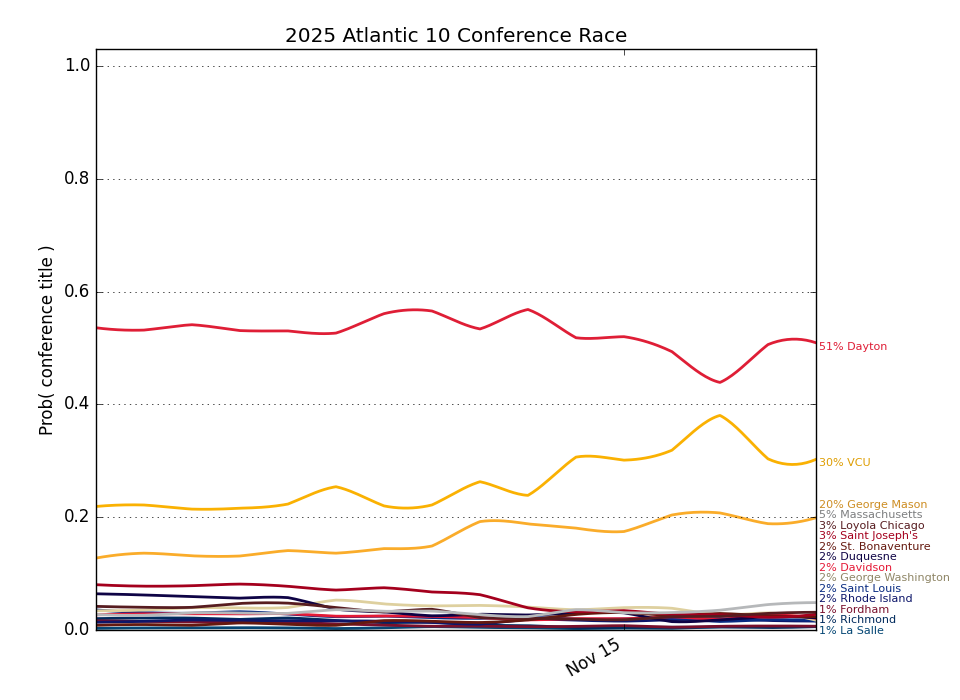 2025 Atlantic 10 Conference Race
1.0
0.8
0.6
0.4
0.2
0.0
Prob( conference title )
Nov 15
51% Dayton
30% VCU
20% George Mason
5% Massachusetts
3% Loyola Chicago
3% Saint Joseph's
2% St. Bonaventure
2% Duquesne
2% Davidson
2% George Washington
2% Saint Louis
2% Rhode Island
1% Fordham
1% Richmond
1% La Salle